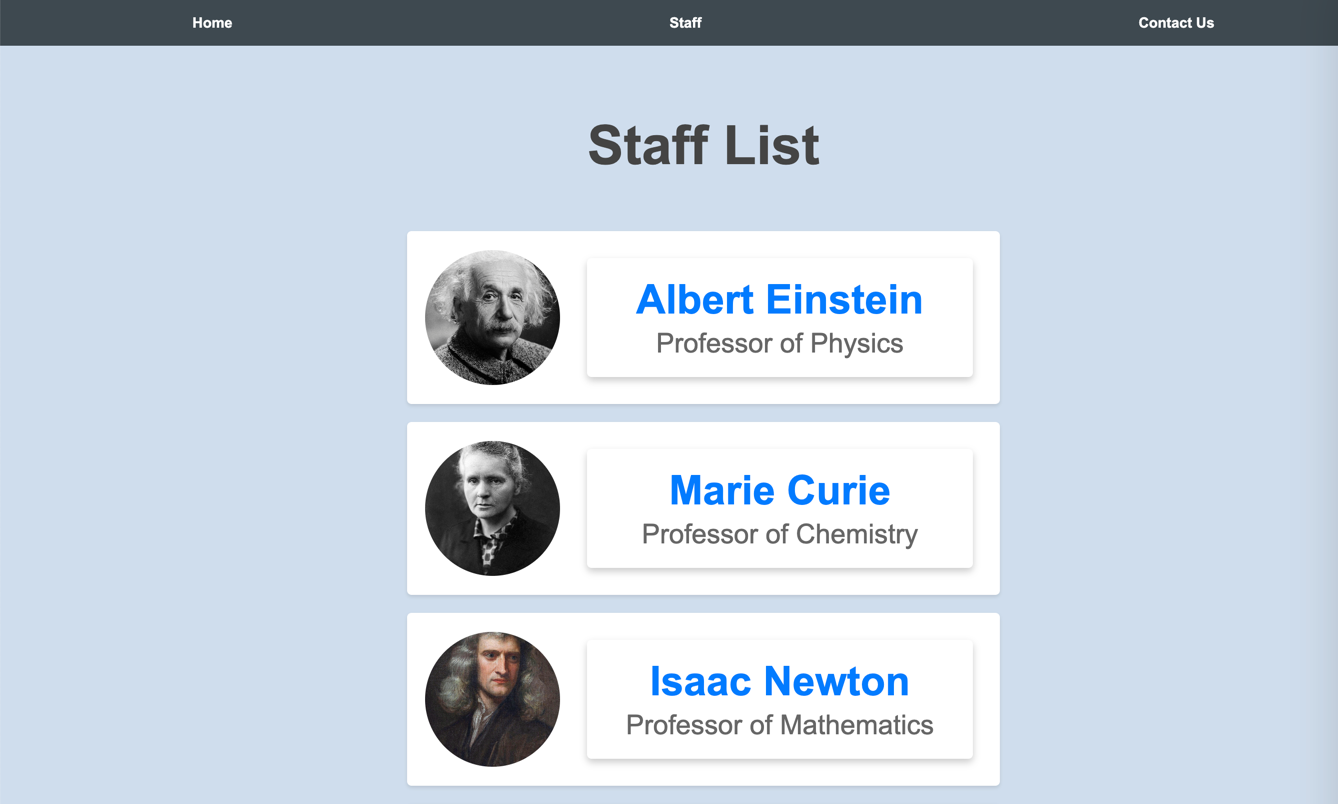 Home Staff Contact Us
Staff List
Albert Einstein
Professor of Physics
Marie Curie
Professor of Chemistry
Isaac Newton
Professor of Mathematics